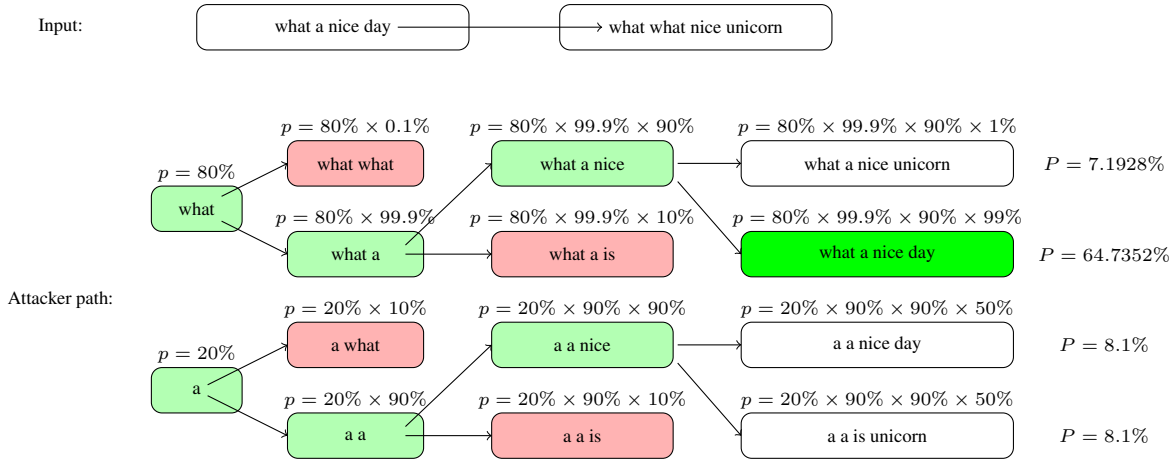 Input: what a nice day what what nice unicorn
p = 80% × 0.1% p = 80% × 99.9% × 90% p = 80% × 99.9% × 90% × 1%
what what what a nice what a nice unicorn P = 7.1928%
p = 80%
what
p = 80% × 99.9% p = 80% × 99.9% × 10% p = 80% × 99.9% × 90% × 99%
what a what a is what a nice day P = 64.7352%
Attacker path:
p = 20% × 10% p = 20% × 90% × 90% p = 20% × 90% × 90% × 50%
a what a a nice a a nice day P = 8.1%
p = 20%
a
p = 20% × 90% p = 20% × 90% × 10% p = 20% × 90% × 90% × 50%
a a a a is a a is unicorn P = 8.1%